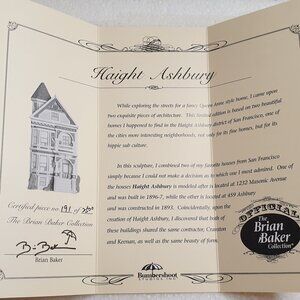 Haight Ashbury
While exploring the streets for a fancy Queen Anne style home, I came upon
two exquisite pieces of architecture. This limited edition is based on two beautiful
homes I happened to find in the Haight Ashbury district of San Francisco, one of
the cities more interesting neighborhoods, not only for its fine homes, but for its
hippie sub culture.
In this sculpture, I combined two of my favorite houses from San Francisco
simply because I could not make a decision as to which one I most admired. One of
the houses Haight Ashbury is modeled after is located at 1232 Masonic Avenue
and was built in 1896-7, while the other is located at 459 Ashbury
and was constructed in 1893. Coincidentally, upon the
creation of Haight Ashbury, I discovered that both of
these buildings shared the same contractor, Cranston
and Keenan, as well as the same beauty of form.
Certified piece no 191 of
The Brian Baker Collection
Brian Baker
OFFICIAL
The
Brian
Baker
Collection
Bumbershoot
STUDIOS INC.